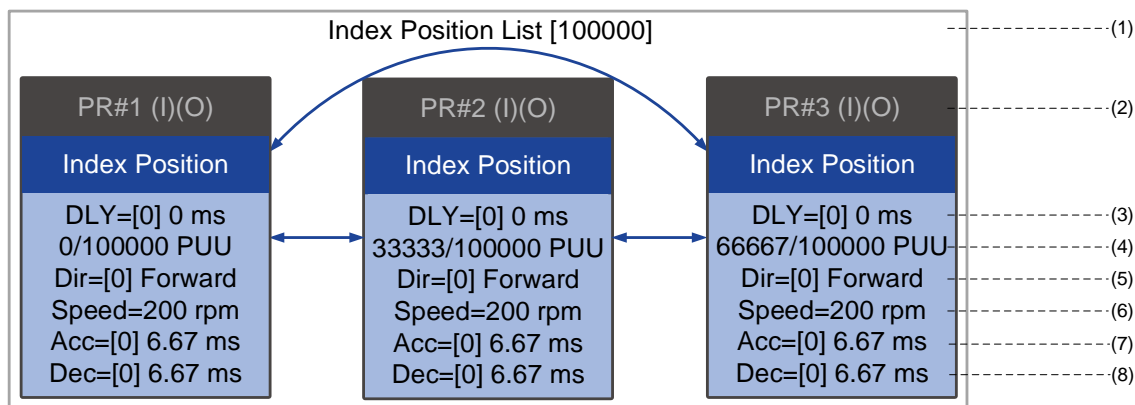 Index Position List [100000]
(1)
PR#1 (I)(O)
PR#2 (I)(O)
PR#3 (I)(O)
(2)
Index Position
Index Position
Index Position
DLY=[0] 0 ms
DLY=[0] 0 ms
DLY=[0] 0 ms
(3)
0/100000 PUU
33333/100000 PUU
66667/100000 PUU
(4)
Dir=[0] Forward
Dir=[0] Forward
Dir=[0] Forward
(5)
Speed=200 rpm
Speed=200 rpm
Speed=200 rpm
(6)
Acc=[0] 6.67 ms
Acc=[0] 6.67 ms
Acc=[0] 6.67 ms
(7)
Dec=[0] 6.67 ms
Dec=[0] 6.67 ms
Dec=[0] 6.67 ms
(8)